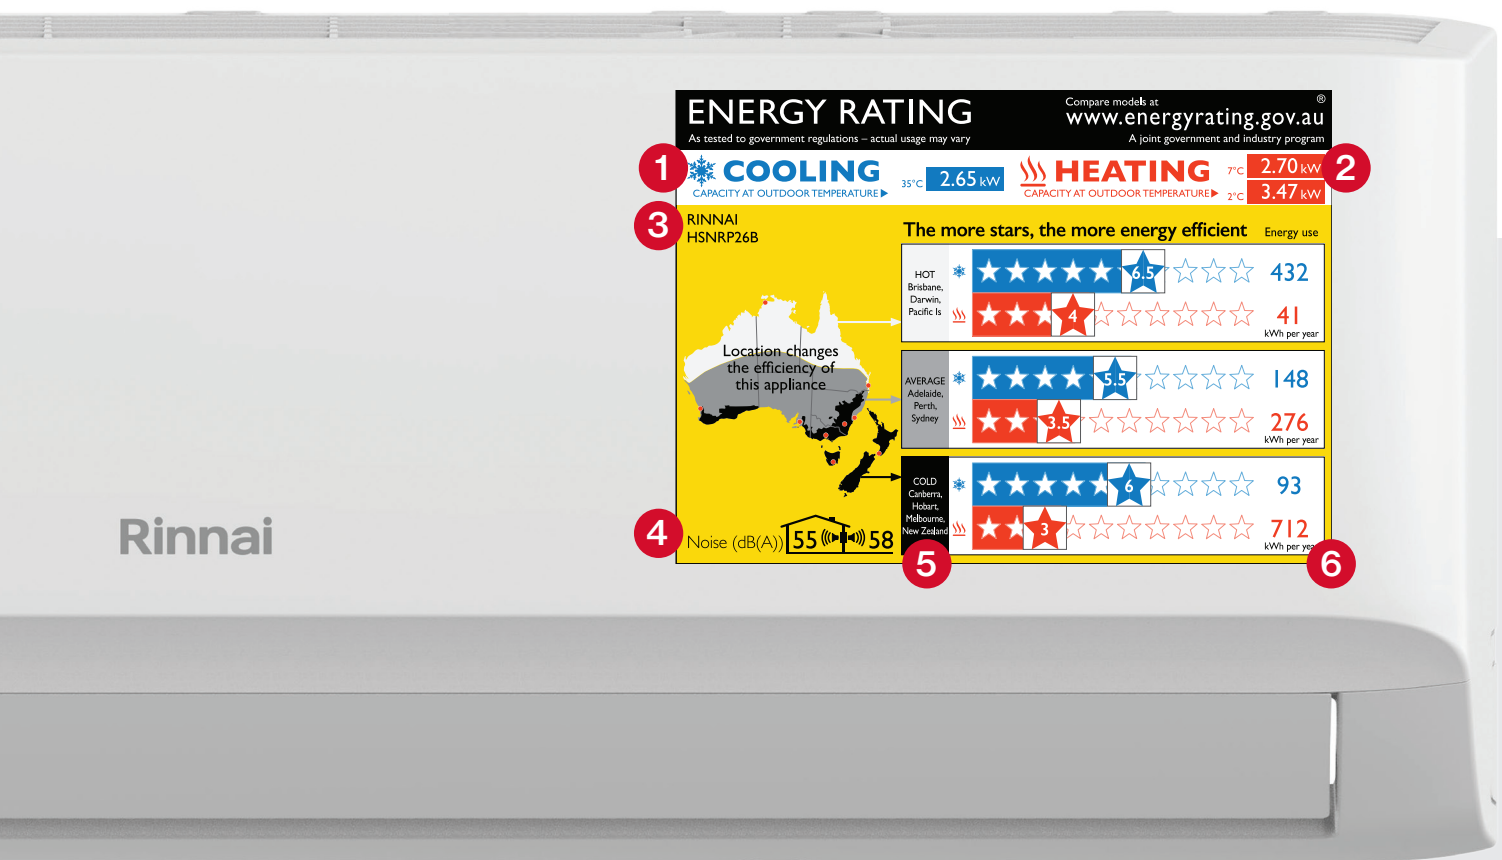 ENERGY RATING
As tested to government regulations – actual usage may vary
Compare models at
®
www.energyrating.gov.au
A joint government and industry program
1
COOLING
CAPACITY AT OUTDOOR TEMPERATURE▶
35°C 2.65 kW
HEATING
CAPACITY AT OUTDOOR TEMPERATURE▶
7°C 2.70 kW
2°C 3.47 kW
2
3
RINNAI
HSNRP26B
The more stars, the more energy efficient
Energy use
HOT
Brisbane,
Darwin,
Pacific Is
6.5
432
4
41
kWh per year
Location changes
the efficiency of
this appliance
AVERAGE
Adelaide,
Perth,
Sydney
5.5
148
3.5
276
kWh per year
COLD
Canberra,
Hobart,
Melbourne,
New Zealand
6
93
3
712
kWh per year
4
Noise (dB(A)) 55 58
5
6
Rinnai